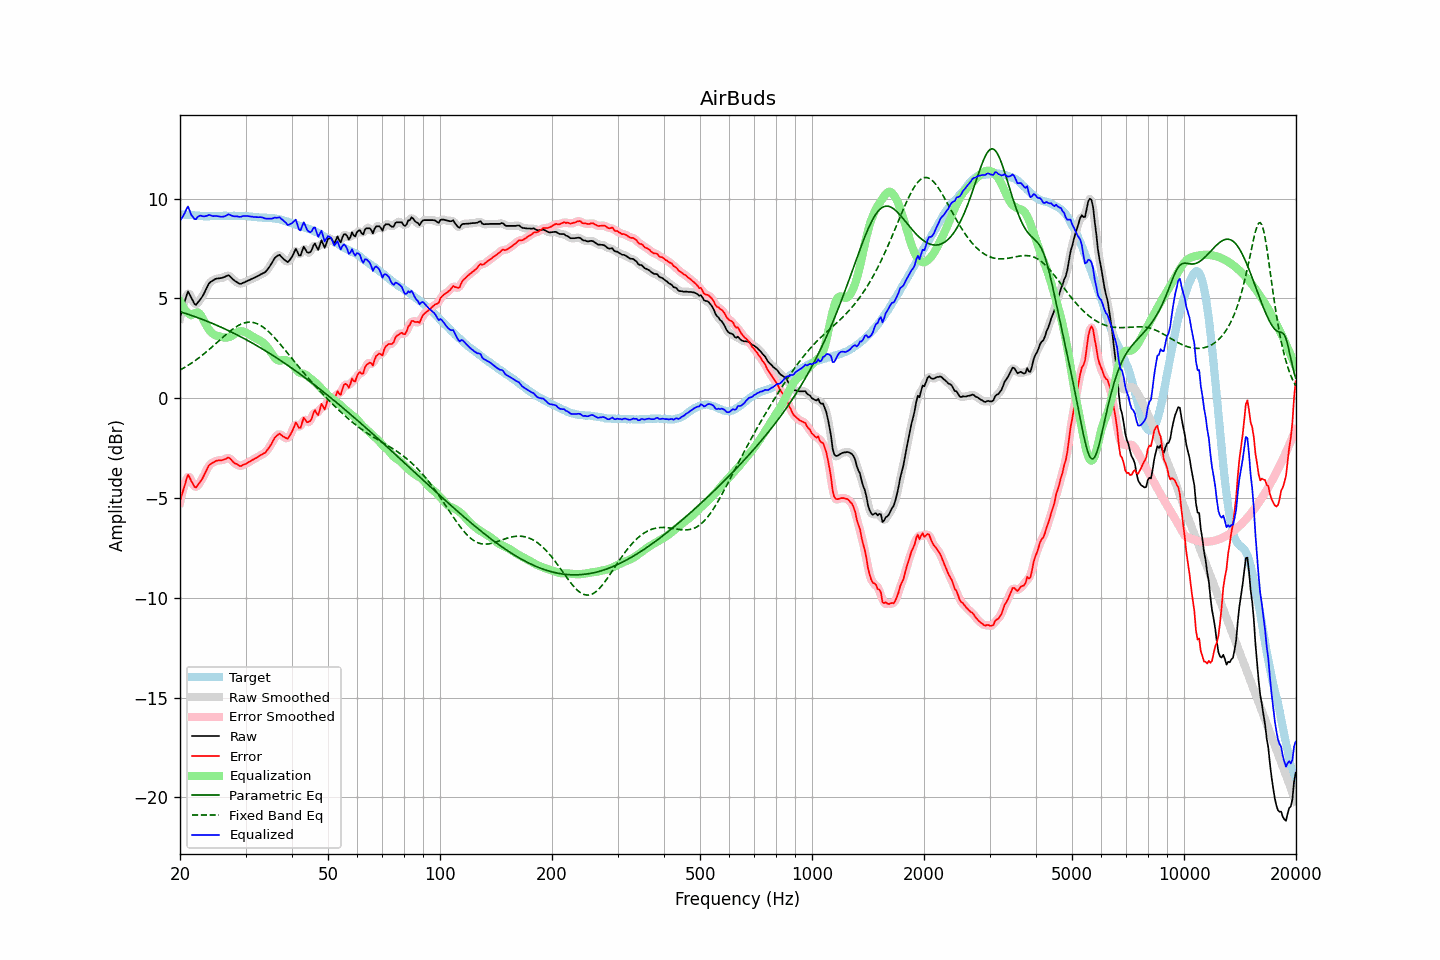 AirBuds
Amplitude (dBr)
10
5
0
−5
−10
−15
−20
Target
Raw Smoothed
Error Smoothed
Raw
Error
Equalization
Parametric Eq
Fixed Band Eq
Equalized
20 50 100 200 500 1000 2000 5000 10000 20000
Frequency (Hz)